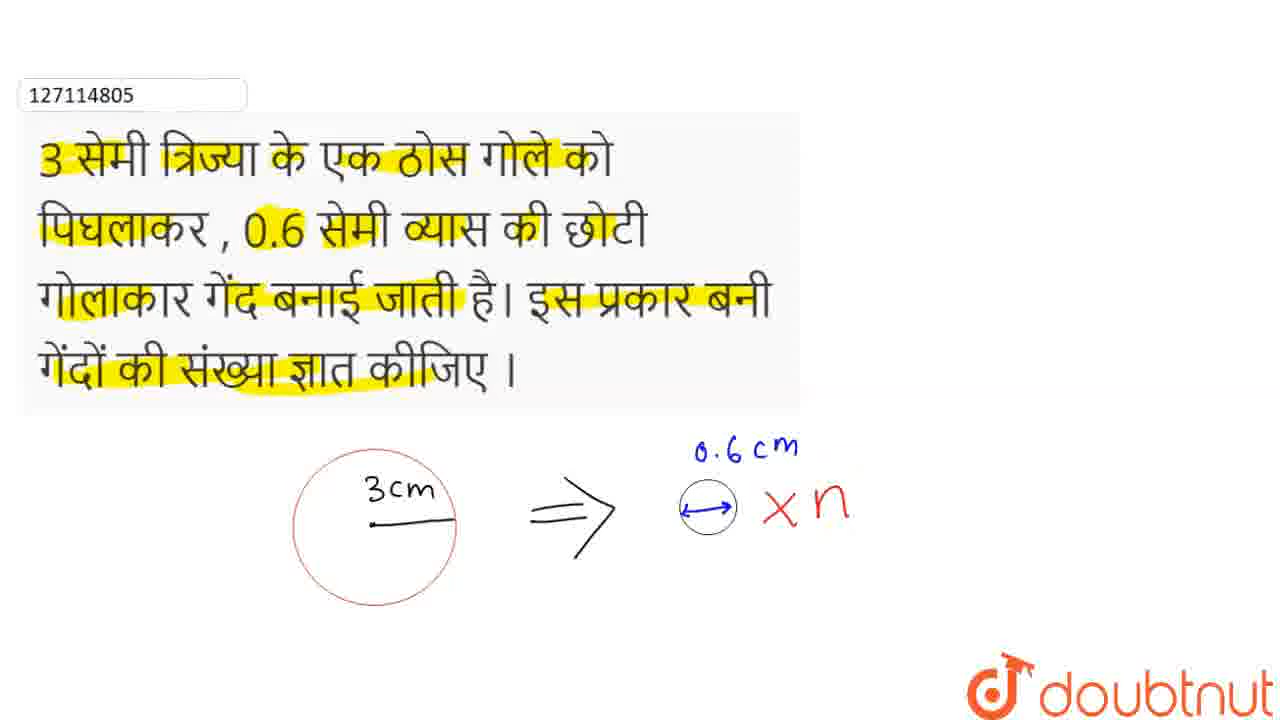 127114805
3 सेमी त्रिज्या के एक ठोस गोले को
पिघलाकर , 0.6 सेमी व्यास की छोटी
गोलाकार गेंद बनाई जाती है। इस प्रकार बनी
गेंदों की संख्या ज्ञात कीजिए ।
0.6 cm
3cm
⇒
× n
doubtnut